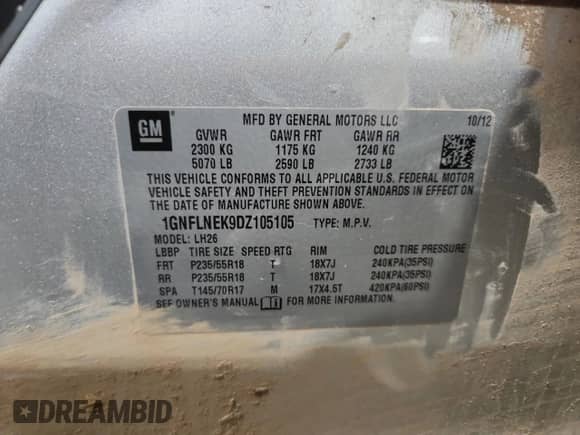 GM
MFD BY GENERAL MOTORS LLC 10/12
GVWR GAWR FRT GAWR RR
2300 KG 1175 KG 1240 KG
5070 LB 2590 LB 2733 LB
THIS VEHICLE CONFORMS TO ALL APPLICABLE U.S. FEDERAL MOTOR
VEHICLE SAFETY AND THEFT PREVENTION STANDARDS IN EFFECT ON
THE DATE OF MANUFACTURE SHOWN ABOVE.
1GNFLNEK9DZ105105 TYPE: M.P.V.
MODEL: LH26
LBBP TIRE SIZE SPEED RTG RIM COLD TIRE PRESSURE
FRT P235/55R18 T 18X7J 240KPA(35PSI)
RR P235/55R18 T 18X7J 240KPA(35PSI)
SPA T145/70R17 M 17X4.5T 420KPA(60PSI)
SEE OWNER'S MANUAL FOR MORE INFORMATION
DREAMBID